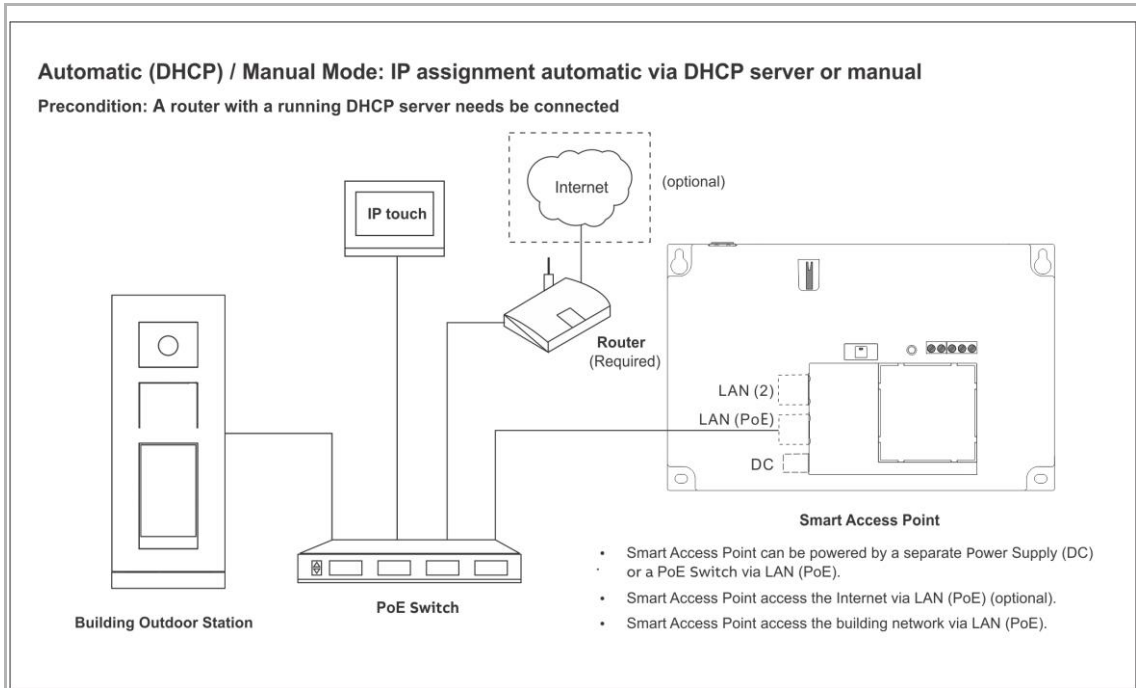 Automatic (DHCP) / Manual Mode: IP assignment automatic via DHCP server or manual
Precondition: A router with a running DHCP server needs be connected
Internet
(optional)
IP touch
Router
(Required)
LAN (2)
LAN (PoE)
DC
Smart Access Point
Building Outdoor Station
PoE Switch
• Smart Access Point can be powered by a separate Power Supply (DC)
or a PoE Switch via LAN (PoE).
• Smart Access Point access the Internet via LAN (PoE) (optional).
• Smart Access Point access the building network via LAN (PoE).